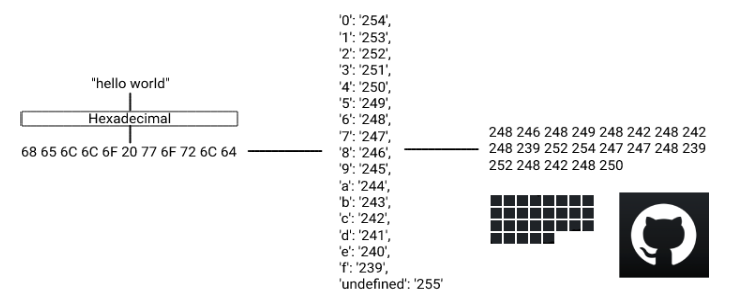 "hello world"
Hexadecimal
68 65 6C 6C 6F 20 77 6F 72 6C 64
'0': '254',
'1': '253',
'2': '252',
'3': '251',
'4': '250',
'5': '249',
'6': '248',
'7': '247',
'8': '246',
'9': '245',
'a': '244',
'b': '243',
'c': '242',
'd': '241',
'e': '240',
'f': '239',
'undefined': '255'
248 246 248 249 248 242 248 242
248 239 252 254 247 247 248 239
252 248 242 248 250